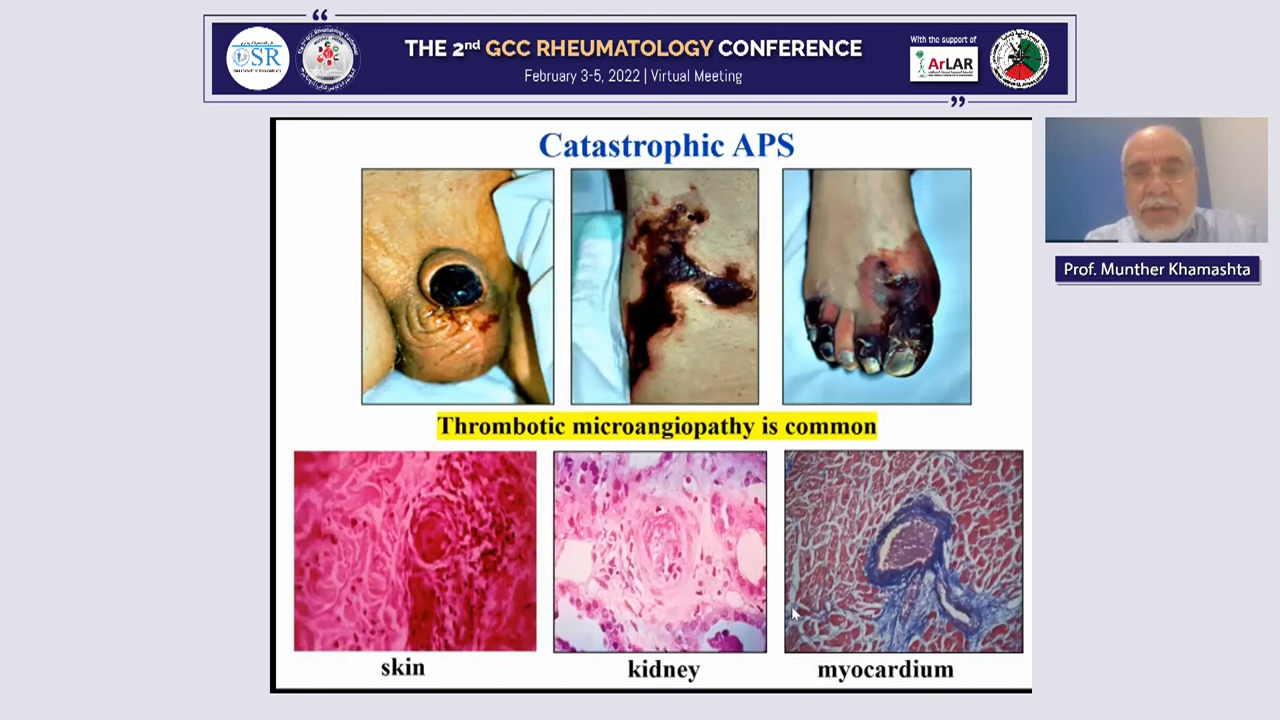 THE 2nd GCC RHEUMATOLOGY CONFERENCE
February 3-5, 2022 | Virtual Meeting
With the support of
OSR
ArLAR
Catastrophic APS
Prof. Munther Khamashta
Thrombotic microangiopathy is common
skin
kidney
myocardium